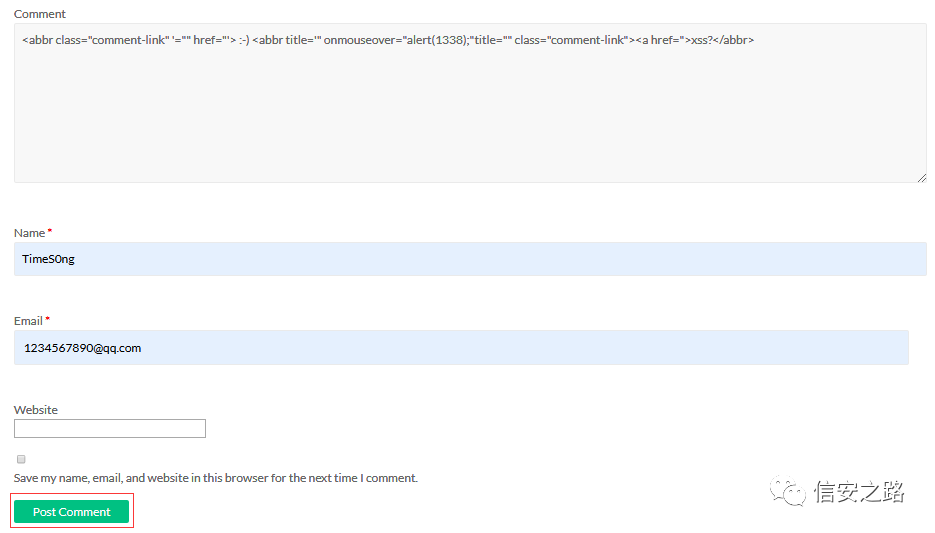 Comment
<abbr class="comment-link" '="" href="'> :-) <abbr title='" onmouseover="alert(1338);"title="" class="comment-link"><a href=">xss?</abbr>
Name *
TimeS0ng
Email *
1234567890@qq.com
Website
Save my name, email, and website in this browser for the next time I comment.
Post Comment
信安之路